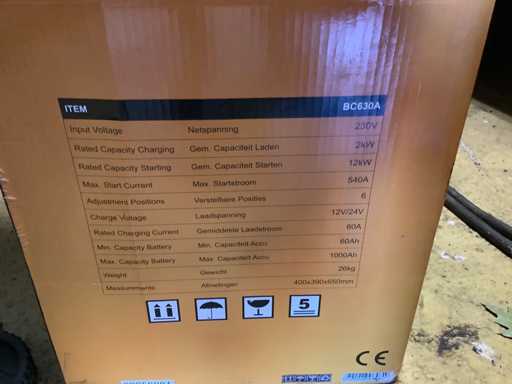 ITEM BC630A
Input Voltage Netspanning 230V
Rated Capacity Charging Gem. Capaciteit Laden 2kW
Rated Capacity Starting Gem. Capaciteit Starten 12kW
Max. Start Current Max. Startstroom 540A
Adjustment Positions Verstelbare Posities 6
Charge Voltage Laadspanning 12V/24V
Rated Charging Current Gemiddelde Laadstroom 60A
Min. Capacity Battery Min. Capaciteit Accu 60Ah
Max. Capacity Battery Max. Capaciteit Accu 1000Ah
Weight Gewicht 26kg
Measurements Afmetingen 400x390x650mm
5
CE